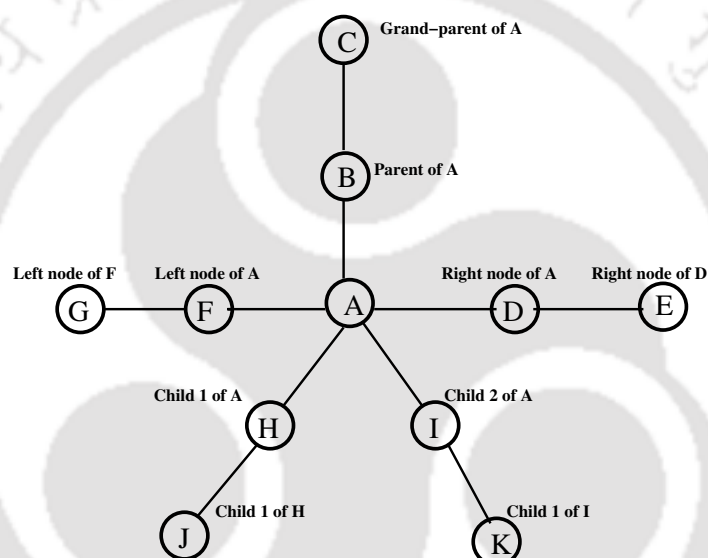 C Grand-parent of A
B Parent of A
Left node of F Left node of A Right node of A Right node of D
G F A D E
Child 1 of A Child 2 of A
H I
Child 1 of H Child 1 of I
J K